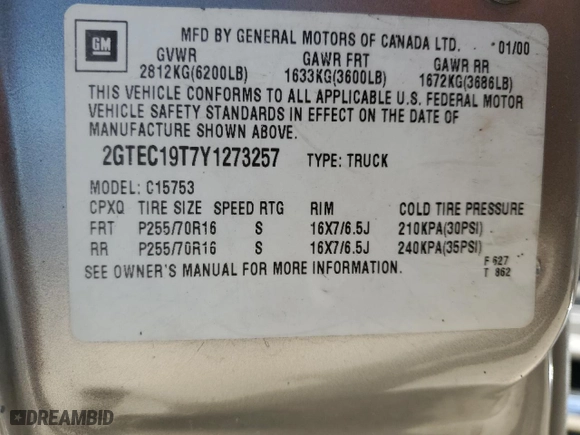 GM
MFD BY GENERAL MOTORS OF CANADA LTD. 01/00
GVWR GAWR FRT GAWR RR
2812KG(6200LB) 1633KG(3600LB) 1672KG(3686LB)
THIS VEHICLE CONFORMS TO ALL APPLICABLE U.S. FEDERAL MOTOR
VEHICLE SAFETY STANDARDS IN EFFECT ON THE DATE OF
MANUFACTURE SHOWN ABOVE.
2GTEC19T7Y1273257 TYPE: TRUCK
MODEL: C15753
CPXQ TIRE SIZE SPEED RTG RIM COLD TIRE PRESSURE
FRT P255/70R16 S 16X7/6.5J 210KPA(30PSI)
RR P255/70R16 S 16X7/6.5J 240KPA(35PSI)
SEE OWNER'S MANUAL FOR MORE INFORMATION. F 627
T 862
DREAMBID